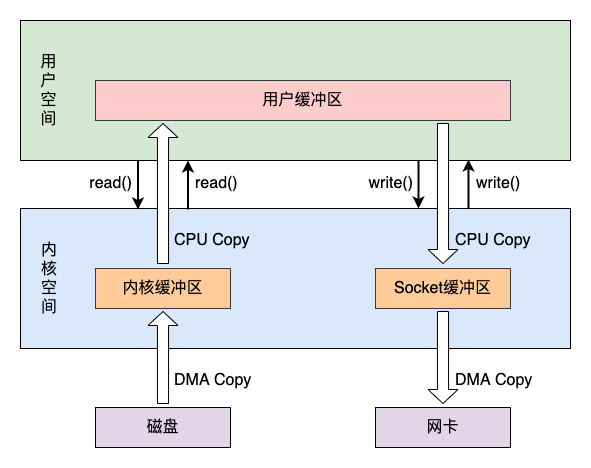 用户空间
用户缓冲区
read()
read()
write()
write()
内核空间
CPU Copy
CPU Copy
内核缓冲区
Socket缓冲区
DMA Copy
DMA Copy
磁盘
网卡